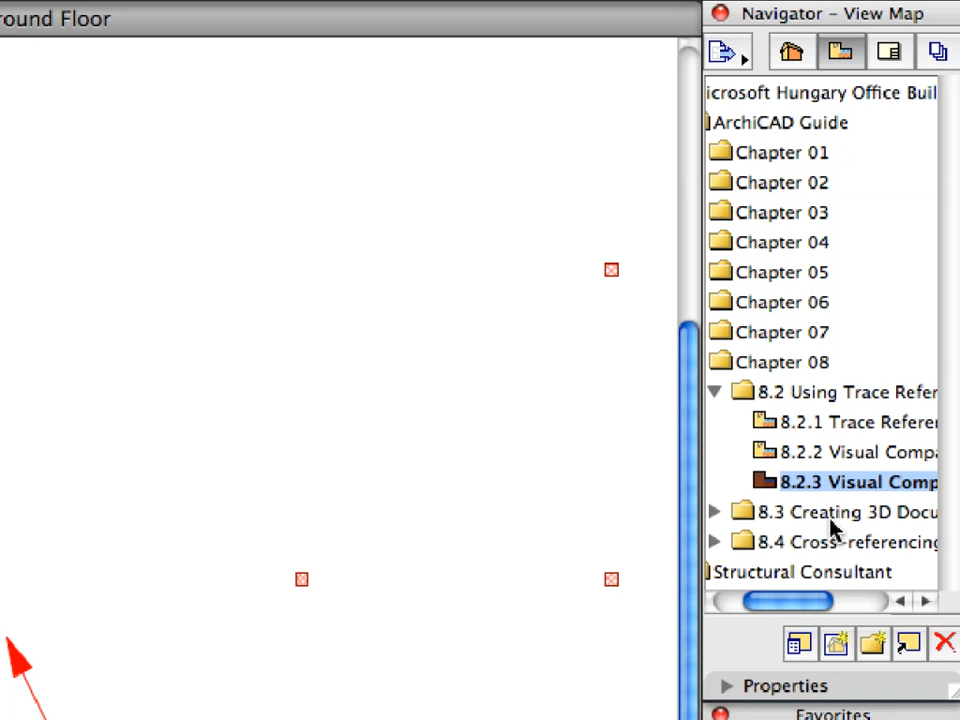 round Floor
Navigator - View Map
icrosoft Hungary Office Buil
ArchiCAD Guide
Chapter 01
Chapter 02
Chapter 03
Chapter 04
Chapter 05
Chapter 06
Chapter 07
Chapter 08
8.2 Using Trace Refer
8.2.1 Trace Referer
8.2.2 Visual Compa
8.2.3 Visual Comp
8.3 Creating 3D Docu
8.4 Cross-referencing
Structural Consultant
Properties
Favorites